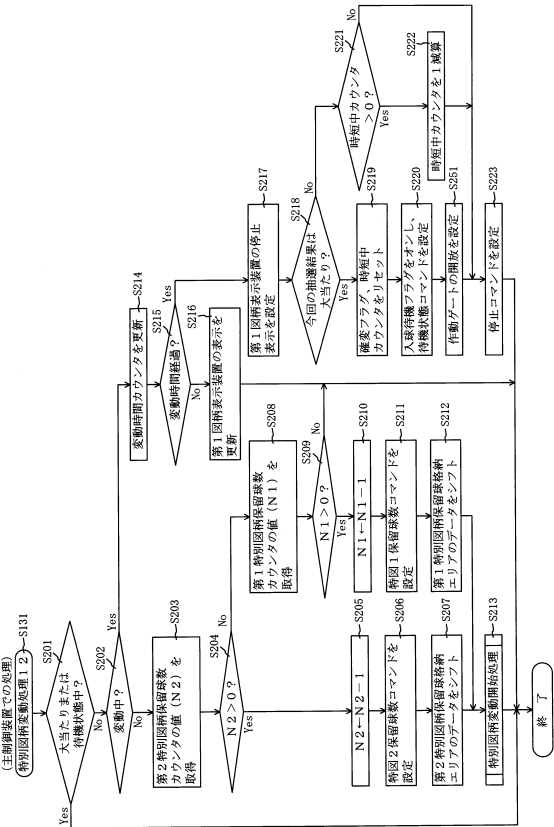 (主制御装置での処理)
特別図柄変動処理12
S131
S201
大当たりまたは
待機状態中?
Yes
No
S202
変動中?
Yes
No
S203
第2特別図柄保留球数
カウンタの値(N2)を
取得
S204
N2>0?
No
Yes
S205
N2←N2-1
S206
特図2保留球数コマンドを
設定
S207
第2特別図柄保留球格納
エリアのデータをシフト
S208
第1特別図柄保留球数
カウンタの値(N1)を
取得
S209
N1>0?
No
Yes
S210
N1←N1-1
S211
特図1保留球数コマンドを
設定
S212
第1特別図柄保留球格納
エリアのデータをシフト
S213
特別図柄変動開始処理
S214
変動時間カウンタを更新
S215
変動時間経過?
Yes
No
S216
第1図柄表示装置の表示を
更新
S217
第1図柄表示装置の停止
表示を設定
S218
今回の抽選結果は
大当たり?
No
Yes
S219
確変フラグ、時短中
カウンタをリセット
S220
入球待機フラグをオンし、
待機状態コマンドを設定
S251
作動ゲートの開放を設定
S221
時短中カウンタ
>0?
No
Yes
S222
時短中カウンタを1減算
S223
停止コマンドを設定
終了